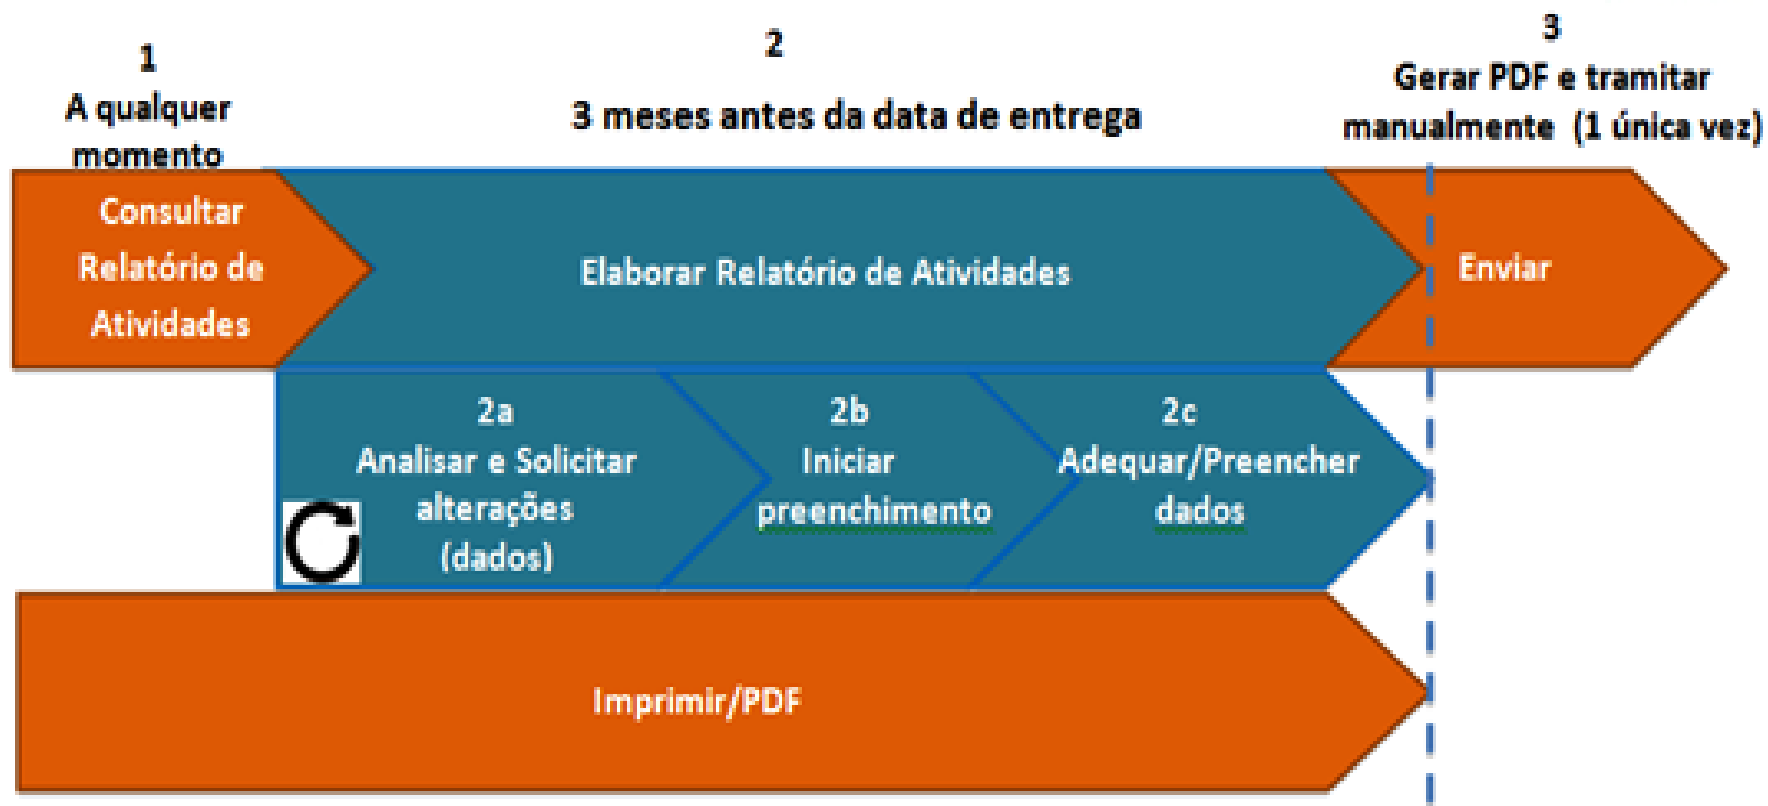 1
A qualquer
momento
2
3 meses antes da data de entrega
3
Gerar PDF e tramitar
manualmente (1 única vez)
Consultar
Relatório de
Atividades
Elaborar Relatório de Atividades
Enviar
2a
Analisar e Solicitar
alterações
(dados)
2b
Iniciar
preenchimento
2c
Adequar/Preencher
dados
Imprimir/PDF